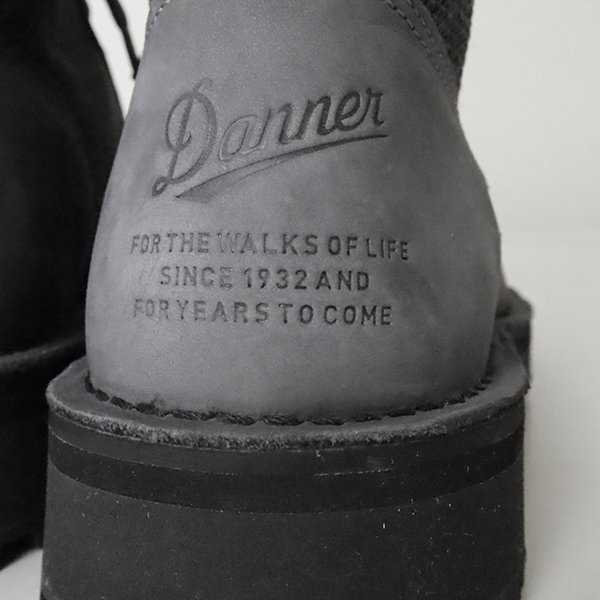 Danner
FOR THE WALKS OF LIFE
SINCE 1932 AND
FOR YEARS TO COME